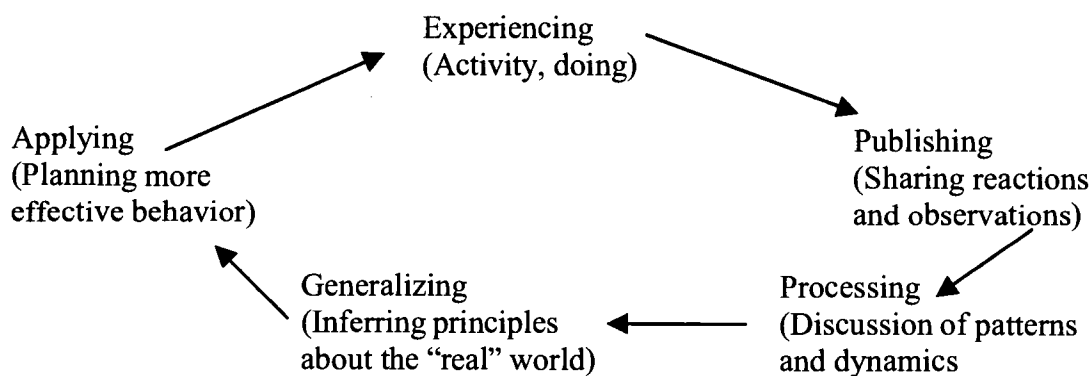 Experiencing
(Activity, doing)
Publishing
(Sharing reactions
and observations)
Processing
(Discussion of patterns
and dynamics
Generalizing
(Inferring principles
about the “real” world)
Applying
(Planning more
effective behavior)